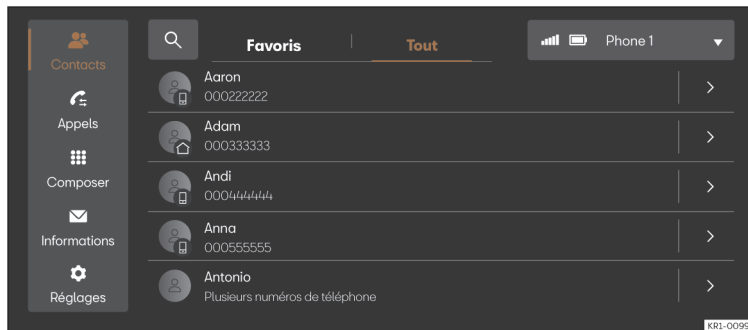 Contacts
Appels
Composer
Informations
Réglages
Favoris
Tout
Phone 1
Aaron
000222222
Adam
000333333
Andi
000444444
Anna
000555555
Antonio
Plusieurs numéros de téléphone
KR1-0099